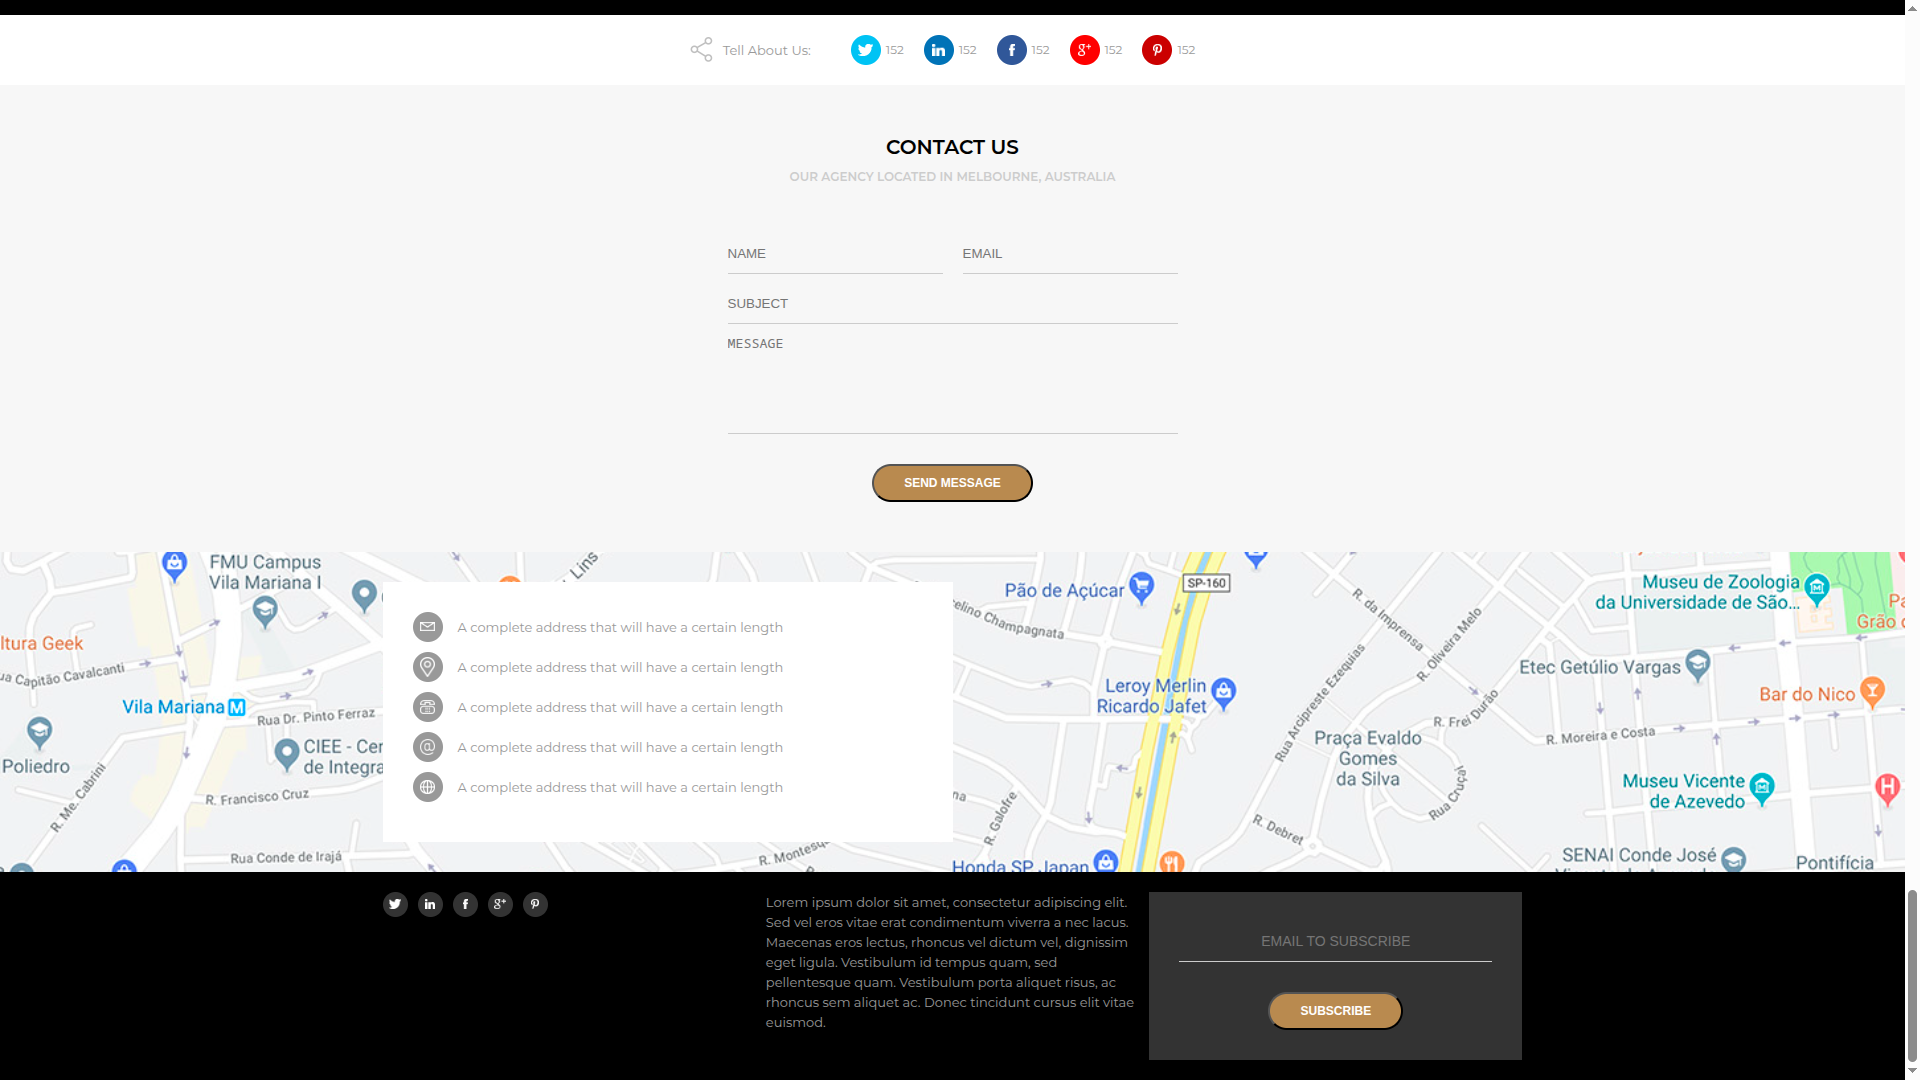 Tell About Us: 152 152 152 152 152
CONTACT US
OUR AGENCY LOCATED IN MELBOURNE, AUSTRALIA
NAME EMAIL
SUBJECT
MESSAGE
SEND MESSAGE
FMU Campus
Vila Mariana I
Lins
Pão de Açúcar
SP-160
Museu de Zoologia
da Universidade de São...
R. da Imprensa
R. Oliveira Melo
Grão
ltura Geek
Champagnata
A complete address that will have a certain length
A complete address that will have a certain length
A complete address that will have a certain length
A complete address that will have a certain length
A complete address that will have a certain length
Capitão Cavalcanti
Vila Mariana M
Rua Dr. Pinto Ferraz
CIEE - Cer
de Integra
Poliedro
R. Me. Cabrini
R. Francisco Cruz
Rua Conde de Irajá
Leroy Merlin
Ricardo Jafet
Rua Arcipreste Ezequias
Etec Getúlio Vargas
Bar do Nico
R. Frei Durão
R. Moreira e Costa
Praça Evaldo
Gomes
da Silva
Museu Vicente
de Azevedo
H
Rua Cruça
na
R. Galofre
R. Debret
R. Montesq
Honda SP Japan
SENAI Conde José
Pontifícia
Lorem ipsum dolor sit amet, consectetur adipiscing elit.
Sed vel eros vitae erat condimentum viverra a nec lacus.
Maecenas eros lectus, rhoncus vel dictum vel, dignissim
eget ligula. Vestibulum id tempus quam, sed
pellentesque quam. Vestibulum porta aliquet risus, ac
rhoncus sem aliquet ac. Donec tincidunt cursus elit vitae
euismod.
EMAIL TO SUBSCRIBE
SUBSCRIBE